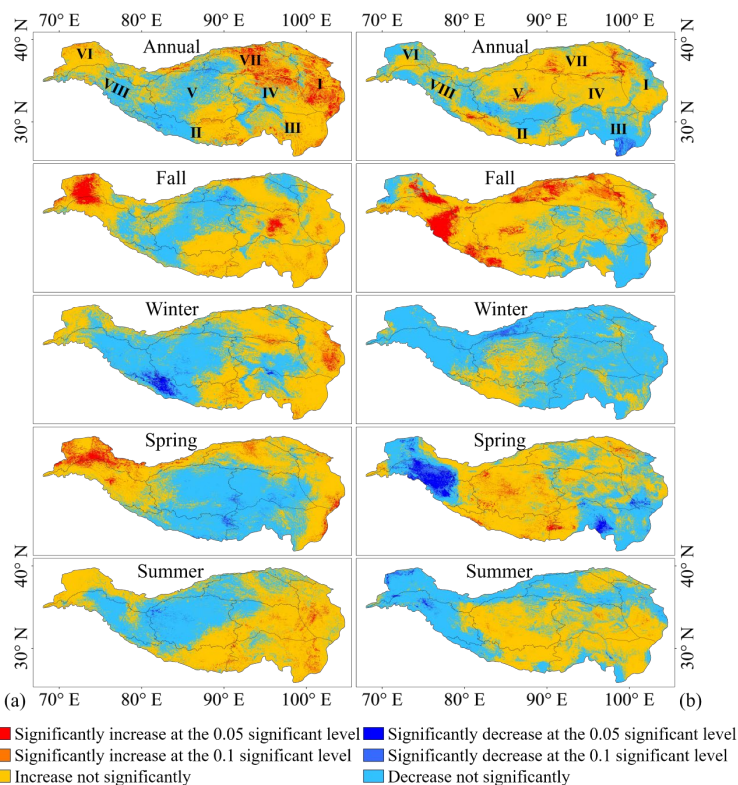 70° E 80° E 90° E 100° E 70° E 80° E 90° E 100° E
40° N
30° N
Annual
VI
VII
I
VIII
V
IV
II
III
Annual
VI
VII
VIII
V
IV
I
II
III
40° N
30° N
Fall
Fall
Winter
Winter
Spring
Spring
Summer
Summer
40° N
30° N
40° N
30° N
(a) 70° E 80° E 90° E 100° E 70° E 80° E 90° E 100° E (b)
Significantly increase at the 0.05 significant level
Significantly increase at the 0.1 significant level
Increase not significantly
Significantly decrease at the 0.05 significant level
Significantly decrease at the 0.1 significant level
Decrease not significantly